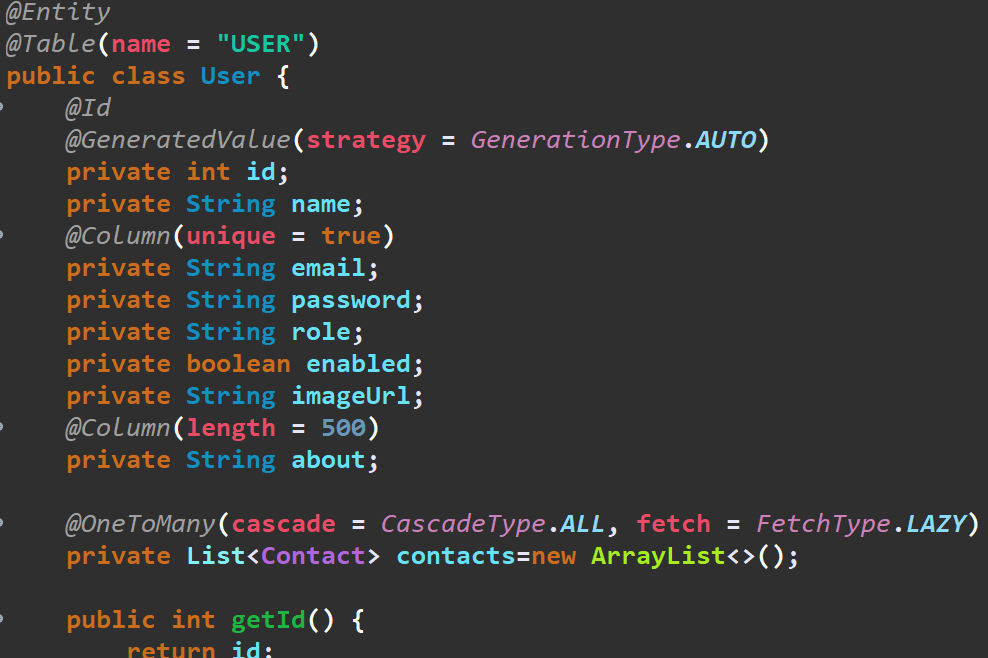 @Entity
@Table(name = "USER")
public class User {
    @Id
    @GeneratedValue(strategy = GenerationType.AUTO)
    private int id;
    private String name;
    @Column(unique = true)
    private String email;
    private String password;
    private String role;
    private boolean enabled;
    private String imageUrl;
    @Column(length = 500)
    private String about;

    @OneToMany(cascade = CascadeType.ALL, fetch = FetchType.LAZY)
    private List<Contact> contacts=new ArrayList<>();

    public int getId() {
        return id;